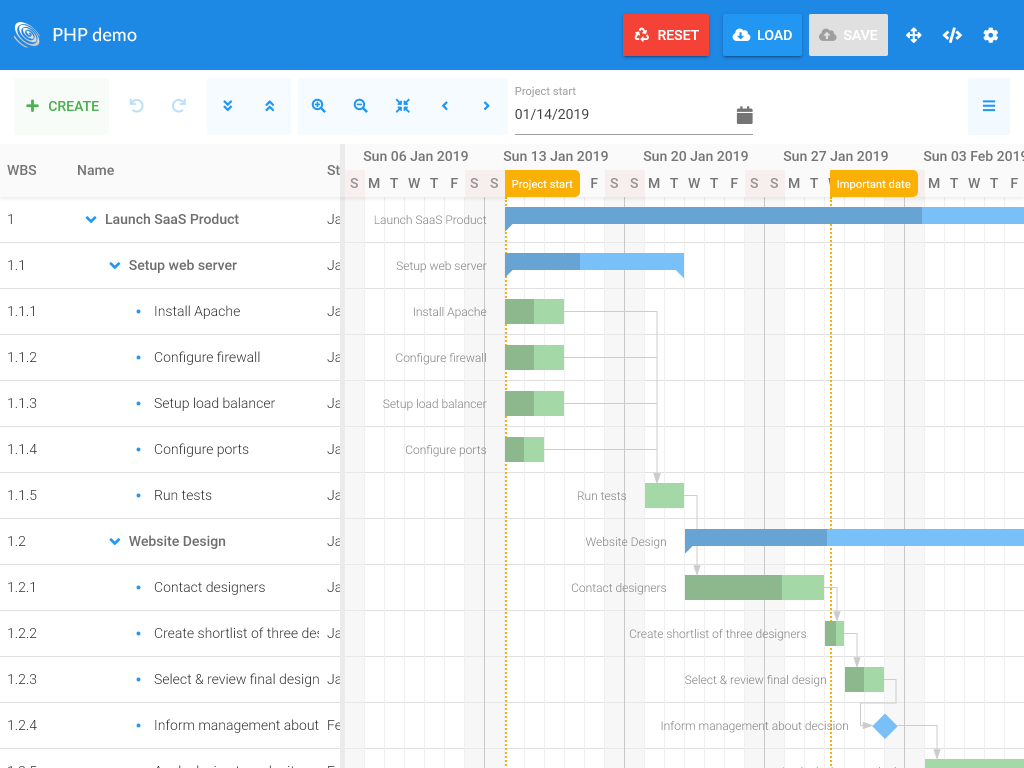 PHP demo
RESET
LOAD
SAVE
CREATE
Project start
01/14/2019
WBS Name St
Sun 06 Jan 2019 Sun 13 Jan 2019 Sun 20 Jan 2019 Sun 27 Jan 2019 Sun 03 Feb 2019
S M T W T F S S Project start F S S M T W T F S S M T Important date M T W T F
1 Launch SaaS Product Ja Launch SaaS Product
1.1 Setup web server Ja Setup web server
1.1.1 Install Apache Ja Install Apache
1.1.2 Configure firewall Ja Configure firewall
1.1.3 Setup load balancer Ja Setup load balancer
1.1.4 Configure ports Ja Configure ports
1.1.5 Run tests Ja Run tests
1.2 Website Design Ja Website Design
1.2.1 Contact designers Ja Contact designers
1.2.2 Create shortlist of three des Ja Create shortlist of three designers
1.2.3 Select & review final design Ja Select & review final design
1.2.4 Inform management about Fe Inform management about decision